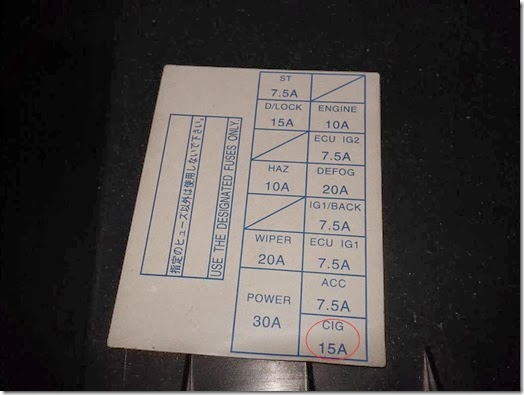 ST
7.5A
D/LOCK
15A
ENGINE
10A
ECU IG2
7.5A
HAZ
10A
DEFOG
20A
IG1/BACK
7.5A
WIPER
20A
ECU IG1
7.5A
POWER
30A
ACC
7.5A
CIG
15A
指定のヒューズ以外は使用しないで下さい。
USE THE DESIGNATED FUSES ONLY.